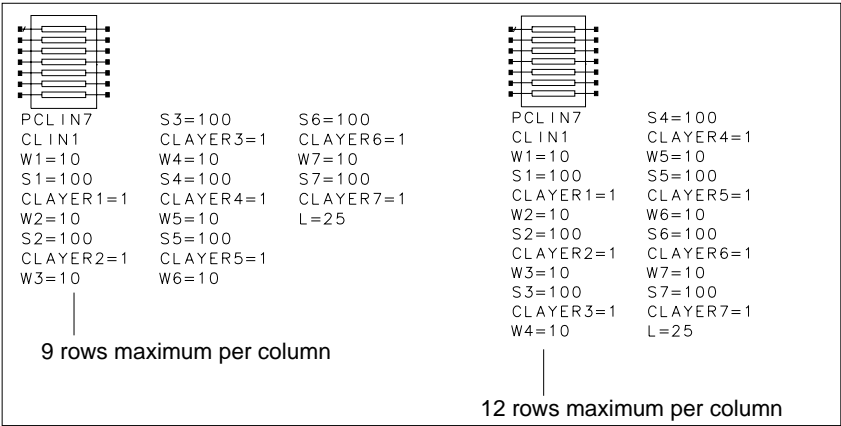 PCLIN7
CLIN1
W1=10
S1=100
CLAYER1=1
W2=10
S2=100
CLAYER2=1
W3=10
S3=100
CLAYER3=1
W4=10
S4=100
CLAYER4=1
W5=10
S5=100
CLAYER5=1
W6=10
S6=100
CLAYER6=1
W7=10
S7=100
CLAYER7=1
L=25
9 rows maximum per column
PCLIN7
CLIN1
W1=10
S1=100
CLAYER1=1
W2=10
S2=100
CLAYER2=1
W3=10
S3=100
CLAYER3=1
W4=10
S4=100
CLAYER4=1
W5=10
S5=100
CLAYER5=1
W6=10
S6=100
CLAYER6=1
W7=10
S7=100
CLAYER7=1
L=25
12 rows maximum per column